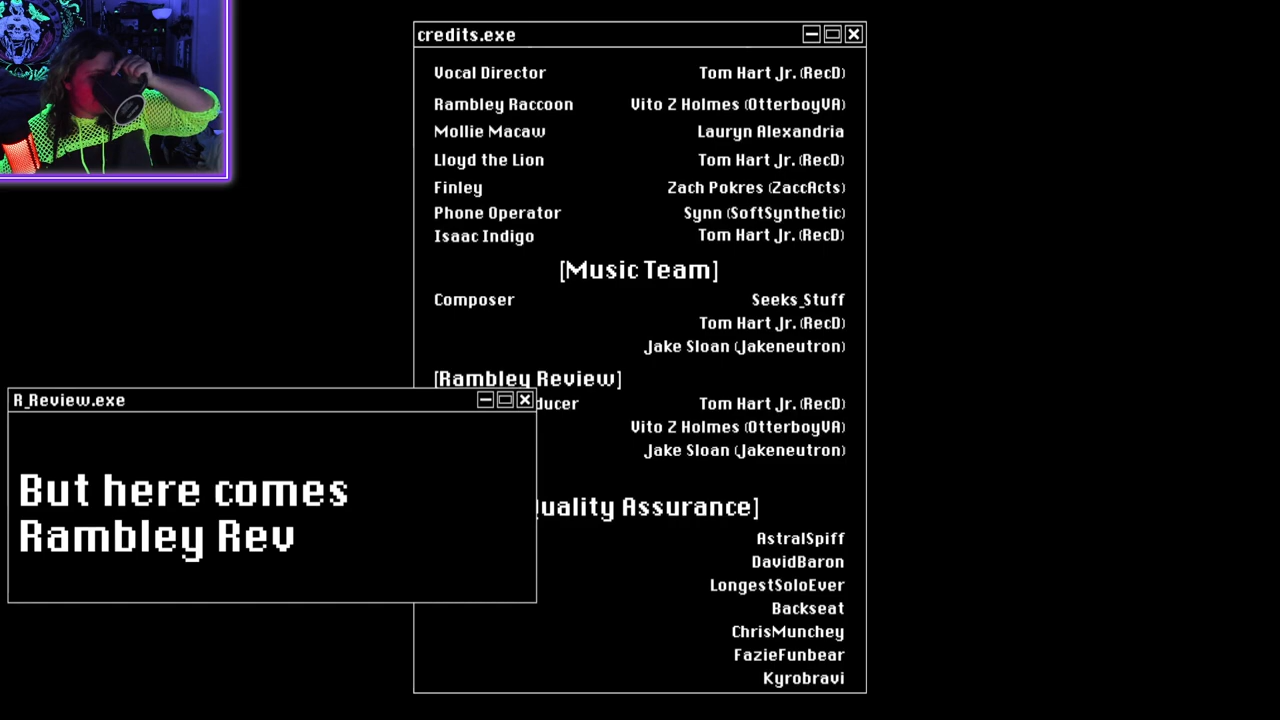 credits.exe
Vocal Director Tom Hart Jr. (RecD)
Rambley Raccoon Vito Z Holmes (OtterboyVA)
Mollie Macaw Lauryn Alexandria
Lloyd the Lion Tom Hart Jr. (RecD)
Finley Zach Pokres (ZaccActs)
Phone Operator Synn (SoftSynthetic)
Isaac Indigo Tom Hart Jr. (RecD)
[Music Team]
Composer Seeks_Stuff
Tom Hart Jr. (RecD)
Jake Sloan (Jakeneutron)
[Rambley Review]
ducer Tom Hart Jr. (RecD)
Vito Z Holmes (OtterboyVA)
Jake Sloan (Jakeneutron)
uality Assurance]
AstralSpiff
DavidBaron
LongestSoloEver
Backseat
ChrisMunchey
FazieFunbear
Kyrobravi
R_Review.exe
But here comes
Rambley Rev